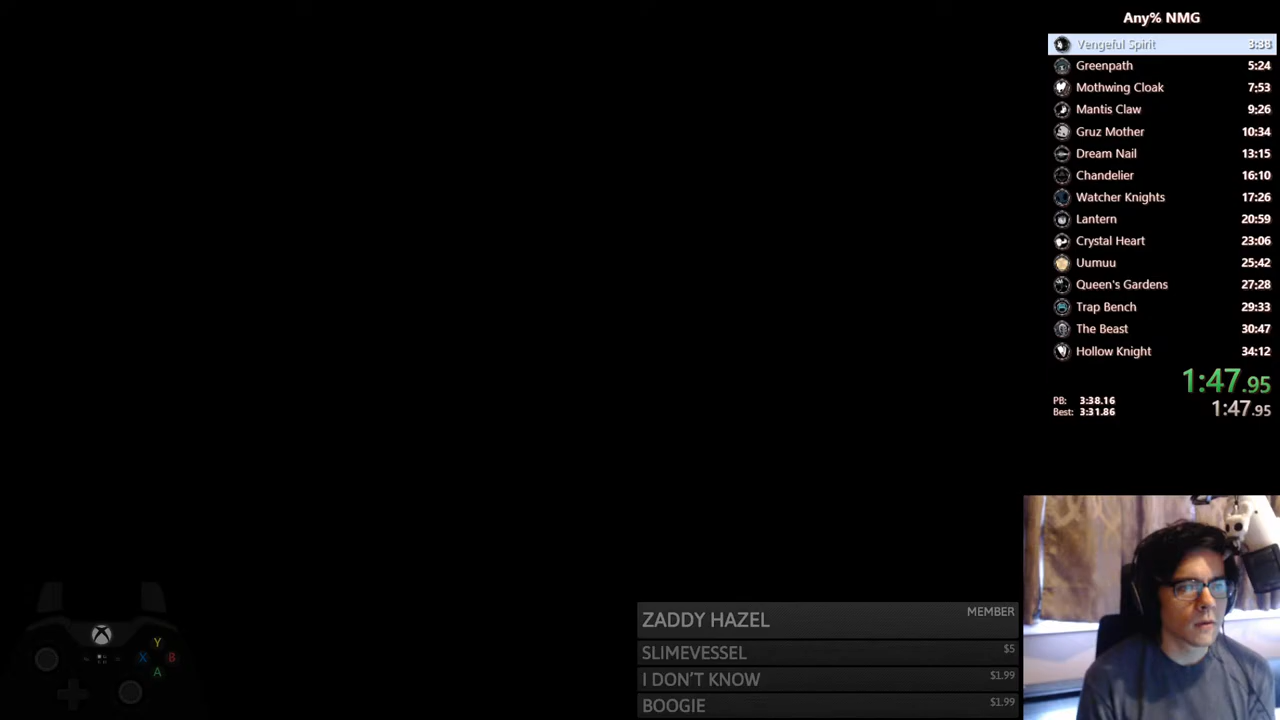 Any% NMG
Vengeful Spirit 3:38
Greenpath 5:24
Mothwing Cloak 7:53
Mantis Claw 9:26
Gruz Mother 10:34
Dream Nail 13:15
Chandelier 16:10
Watcher Knights 17:26
Lantern 20:59
Crystal Heart 23:06
Uumuu 25:42
Queen's Gardens 27:28
Trap Bench 29:33
The Beast 30:47
Hollow Knight 34:12
1:47.95
PB: 3:38.16
Best: 3:31.86
1:47.95
Y
X B
A
ZADDY HAZEL MEMBER
SLIMEVESSEL $5
I DON'T KNOW $1.99
BOOGIE $1.99